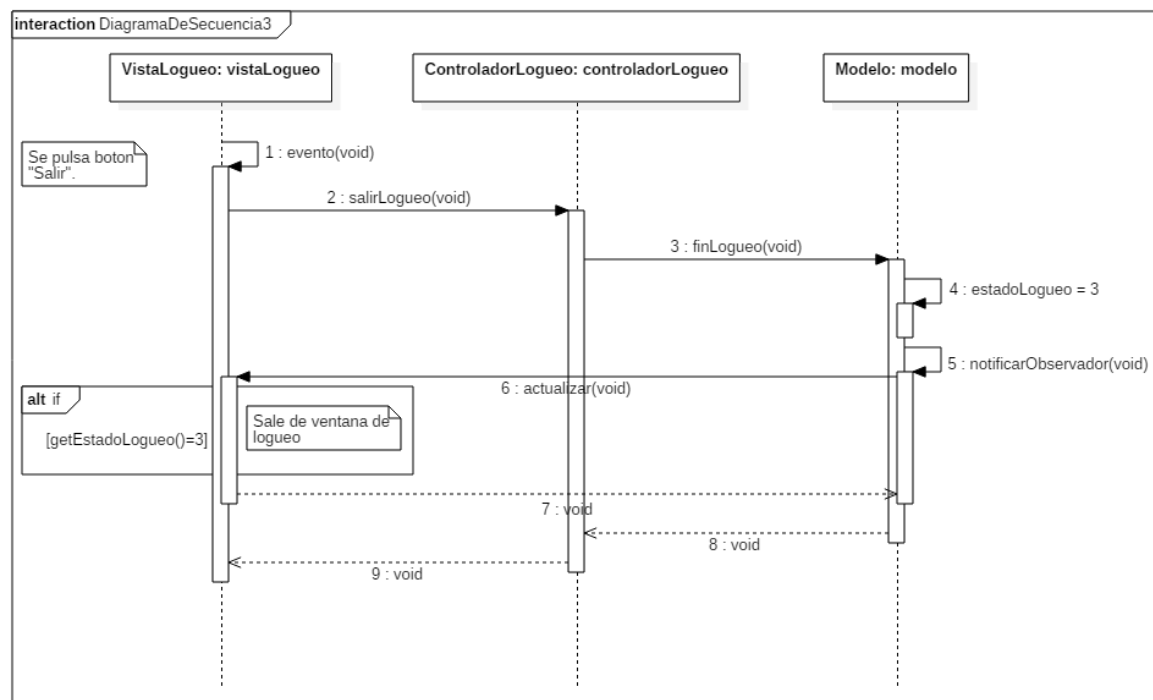 interaction DiagramaDeSecuencia3
VistaLogueo: vistaLogueo
ControladorLogueo: controladorLogueo
Modelo: modelo
Se pulsa boton
"Salir".
1 : evento(void)
2 : salirLogueo(void)
3 : finLogueo(void)
4 : estadoLogueo = 3
5 : notificarObservador(void)
6 : actualizar(void)
alt if
[getEstadoLogueo()=3]
Sale de ventana de
logueo
7 : void
8 : void
9 : void